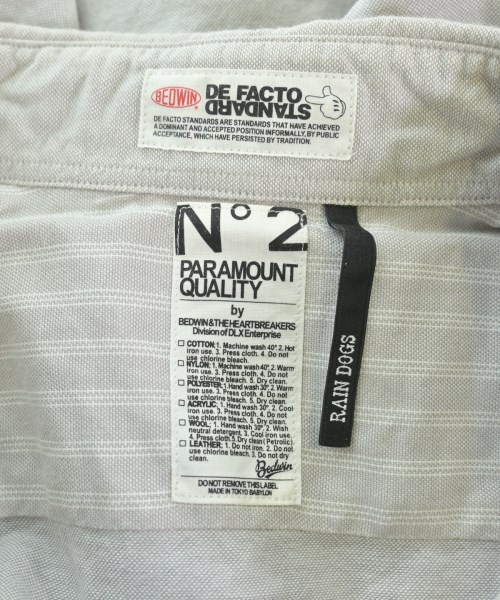 BEDWIN
DE FACTO
STANDARD
DE FACTO STANDARDS ARE STANDARDS THAT HAVE ACHIEVED
A DOMINANT AND ACCEPTED POSITION INFORMALLY, BY PUBLIC
ACCEPTANCE, WHICH HAVE PERSISTED BY TRADITION.
N° 2
PARAMOUNT
QUALITY
by
BEDWIN&THEHEARTBREAKERS
Division of DLX Enterprise
COTTON: 1. Machine wash 40°. 2. Hot
iron use. 3. Press cloth. 4. Do not
use chlorine bleach.
NYLON: 1. Machine wash 40°. 2. Warm
iron use. 3. Press cloth. 4. Do not
use chlorine bleach. 5. Dry clean.
POLYESTER: 1. Hand wash 30°. 2. Warm
iron use. 3. Press cloth. 4. Do not
use chlorine bleach. 5. Dry clean.
ACRYLIC: 1. Hand wash 30°. 2. Cool
iron use. 3. Press cloth. 4. Do not
use chlorine bleach. 5. Dry clean.
WOOL: 1. Hand wash 30°. 2. Wish
neutral detergent. 3. Cool iron use.
4. Press cloth. 5. Dry clean (Petrolic)
LEATHER: 1. Do not iron. 2. Do not
use chlorine bleach. 3. Do not dry
clean.
Bedwin
DO NOT REMOVE THIS LABEL
MADE IN TOKYO BABYLON
RAIN DOGS